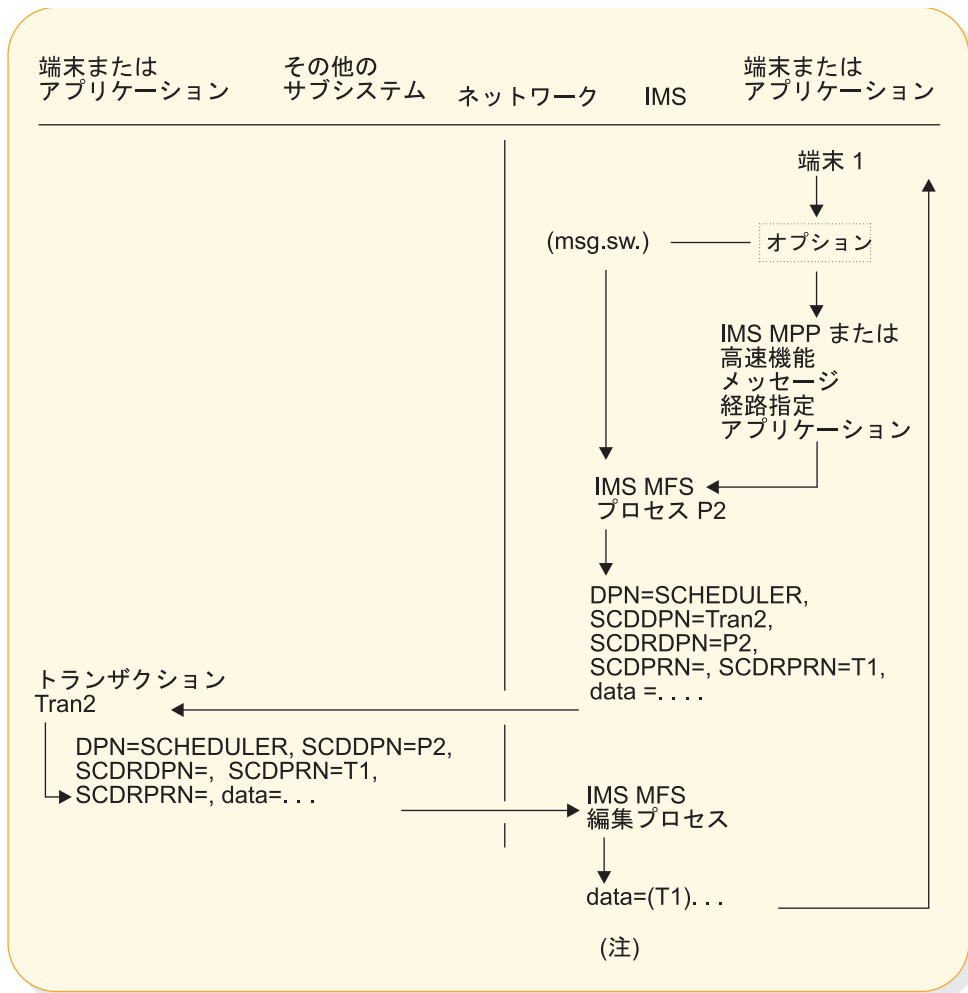 端末または
アプリケーション
その他の
サブシステム
ネットワーク
IMS
端末または
アプリケーション
端末 1
(msg.sw.)
オプション
IMS MPP または
高速機能
メッセージ
経路指定
アプリケーション
IMS MFS
プロセス P2
DPN=SCHEDULER,
SCDDPN=Tran2,
SCDRDPN=P2,
SCDPRN=, SCDRPRN=T1,
data =. . . .
トランザクション
Tran2
DPN=SCHEDULER, SCDDPN=P2,
SCDRDPN=, SCDPRN=T1,
SCDRPRN=, data=. . .
IMS MFS
編集プロセス
data=(T1). . .
(注)